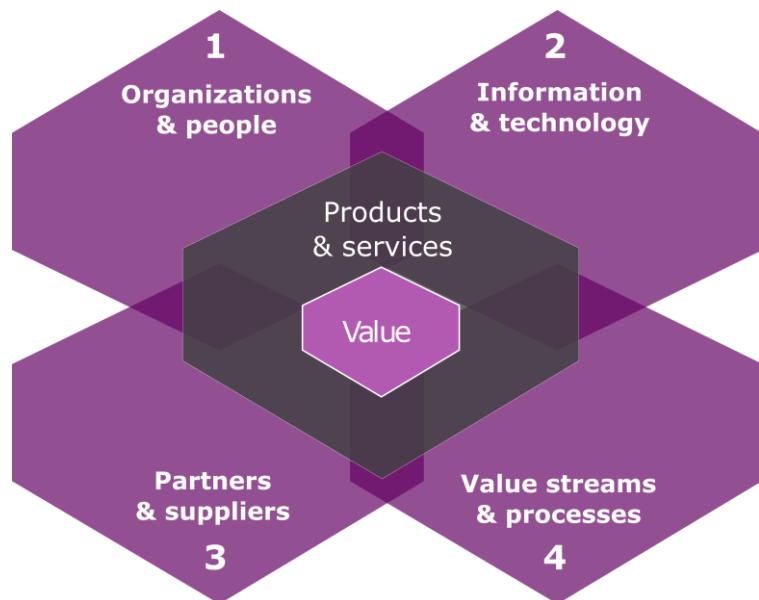 1
Organizations
& people
2
Information
& technology
Products
& services
Value
Partners
& suppliers
3
Value streams
& processes
4